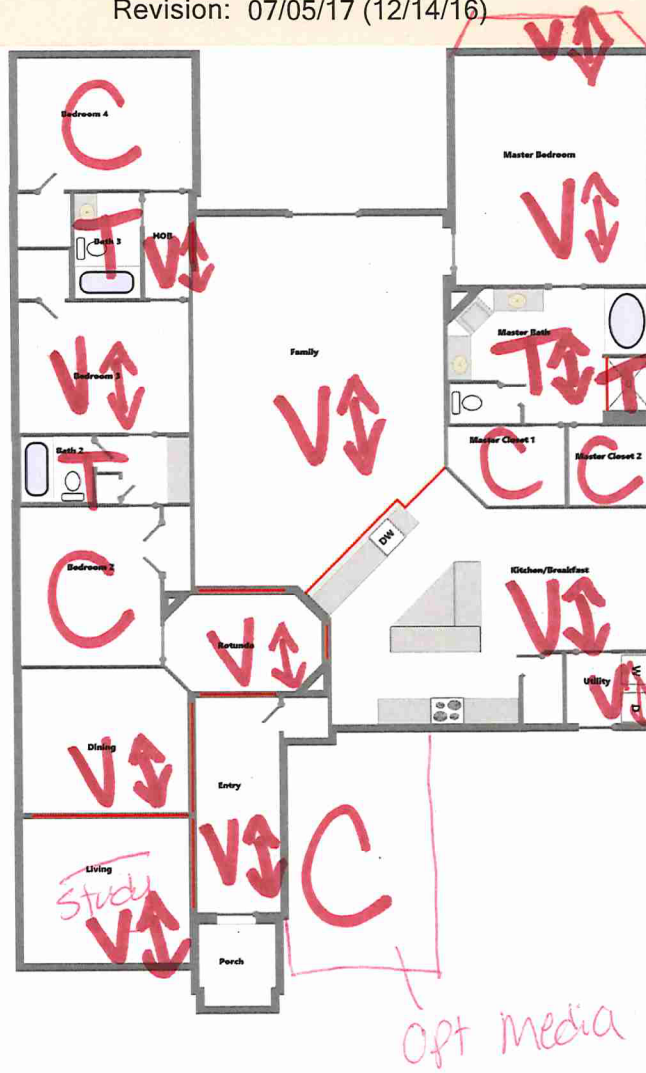 Revision: 07/05/17 (12/14/16)
V
Bedroom 4
C
Master Bedroom
V
Bath 3
T
HOB
V
Master Bath
T
T
Family
V
Bedroom 3
V
Bath 2
T
Master Closet 1
C
Master Closet 2
C
DW
Bedroom 2
C
Kitchen/Breakfast
V
Rotunda
V
Utility
V
W
D
Dining
V
Entry
V
C
Living
Study
V
Porch
Opt Media